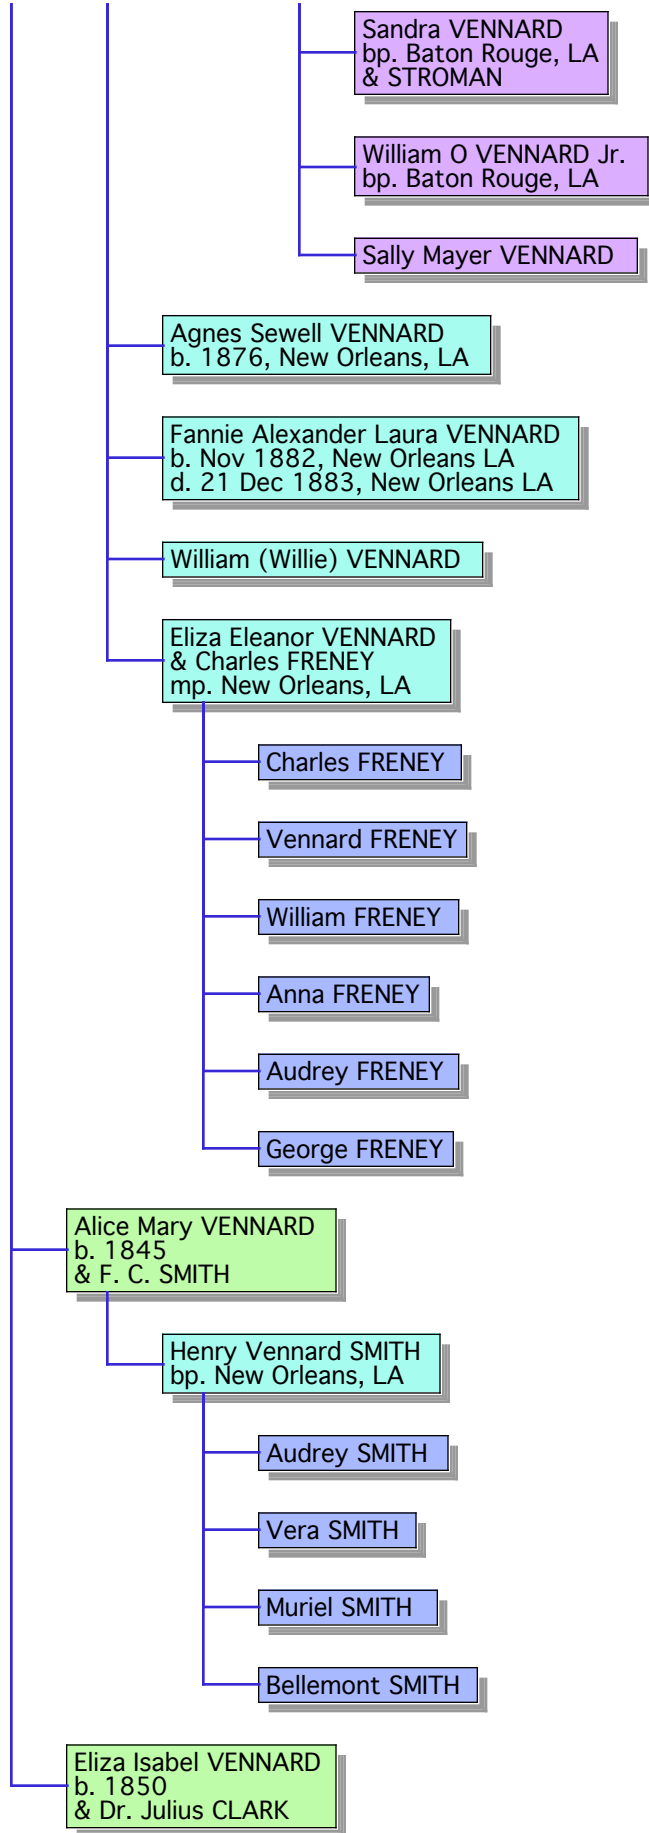 Sandra VENNARD
bp. Baton Rouge, LA
& STROMAN
William O VENNARD Jr.
bp. Baton Rouge, LA
Sally Mayer VENNARD
Agnes Sewell VENNARD
b. 1876, New Orleans, LA
Fannie Alexander Laura VENNARD
b. Nov 1882, New Orleans LA
d. 21 Dec 1883, New Orleans LA
William (Willie) VENNARD
Eliza Eleanor VENNARD
& Charles FRENEY
mp. New Orleans, LA
Charles FRENEY
Vennard FRENEY
William FRENEY
Anna FRENEY
Audrey FRENEY
George FRENEY
Alice Mary VENNARD
b. 1845
& F. C. SMITH
Henry Vennard SMITH
bp. New Orleans, LA
Audrey SMITH
Vera SMITH
Muriel SMITH
Bellemont SMITH
Eliza Isabel VENNARD
b. 1850
& Dr. Julius CLARK